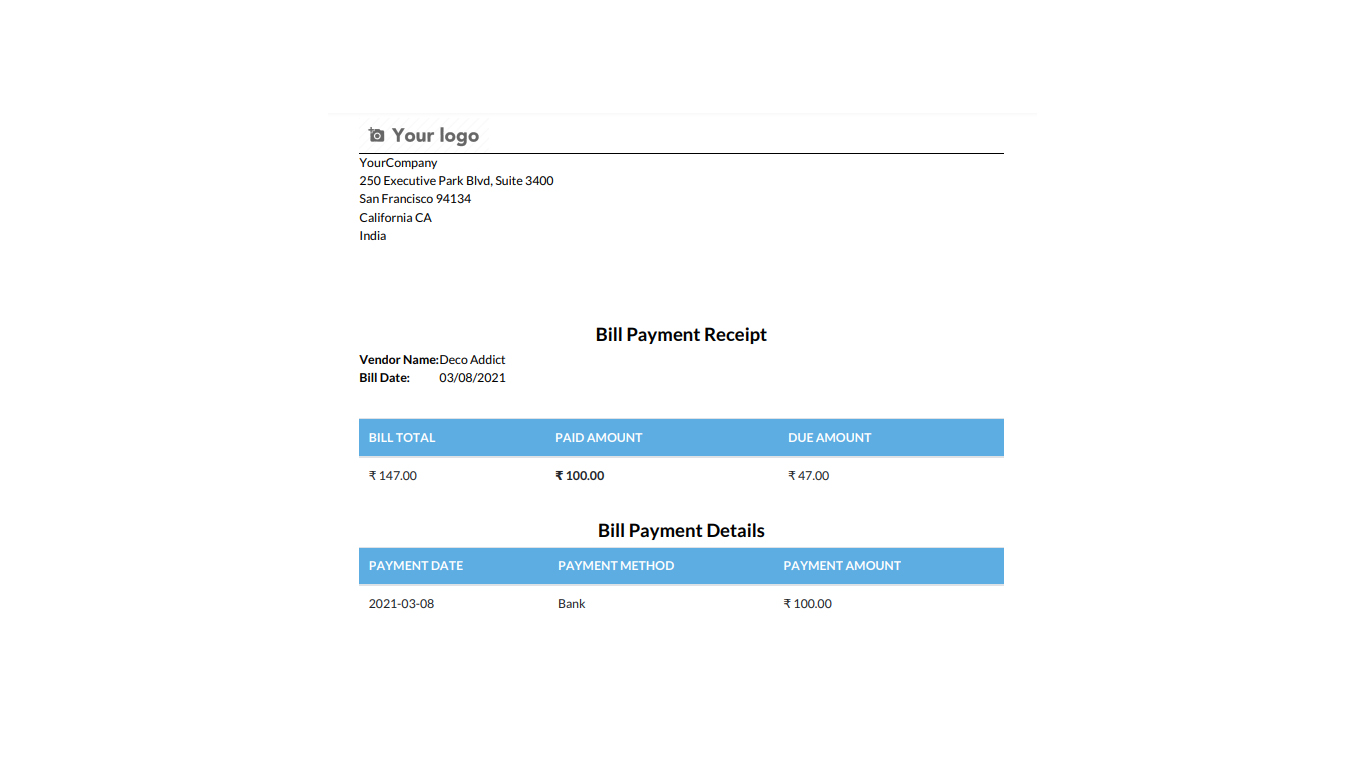 Your logo
YourCompany
250 Executive Park Blvd, Suite 3400
San Francisco 94134
California CA
India
Bill Payment Receipt
Vendor Name:Deco Addict
Bill Date: 03/08/2021
BILL TOTAL PAID AMOUNT DUE AMOUNT
₹ 147.00 ₹ 100.00 ₹ 47.00
Bill Payment Details
PAYMENT DATE PAYMENT METHOD PAYMENT AMOUNT
2021-03-08 Bank ₹ 100.00